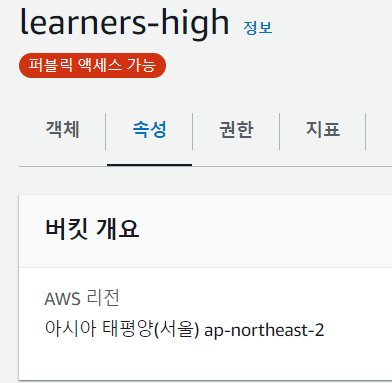 learners-high 정보
퍼블릭 액세스 가능
객체 속성 권한 지표
버킷 개요
AWS 리전
아시아 태평양(서울) ap-northeast-2